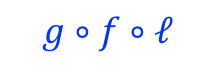 g ∘ f ∘ ℓ